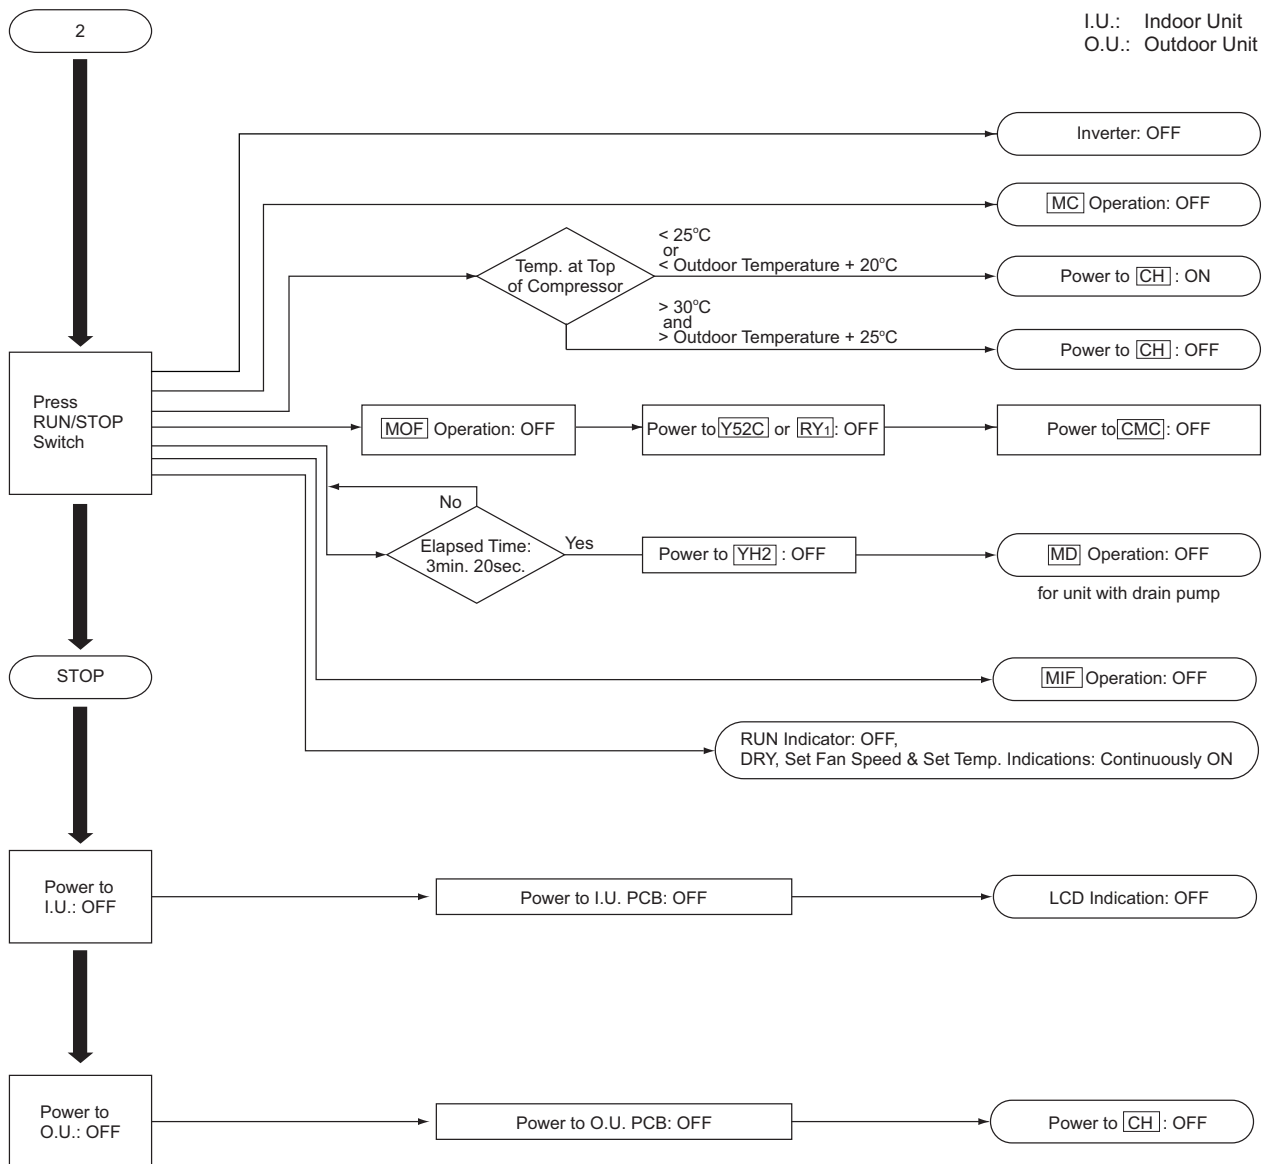 2
I.U.: Indoor Unit
O.U.: Outdoor Unit
Inverter: OFF
MC Operation: OFF
< 25°C
or
< Outdoor Temperature + 20°C
Temp. at Top
of Compressor
Power to CH : ON
> 30°C
and
> Outdoor Temperature + 25°C
Power to CH : OFF
Press
RUN/STOP
Switch
MOF Operation: OFF
Power to Y52C or RY1: OFF
Power to CMC: OFF
No
Elapsed Time:
3min. 20sec.
Yes
Power to YH2 : OFF
MD Operation: OFF
for unit with drain pump
STOP
MIF Operation: OFF
RUN Indicator: OFF,
DRY, Set Fan Speed & Set Temp. Indications: Continuously ON
Power to
I.U.: OFF
Power to I.U. PCB: OFF
LCD Indication: OFF
Power to
O.U.: OFF
Power to O.U. PCB: OFF
Power to CH : OFF